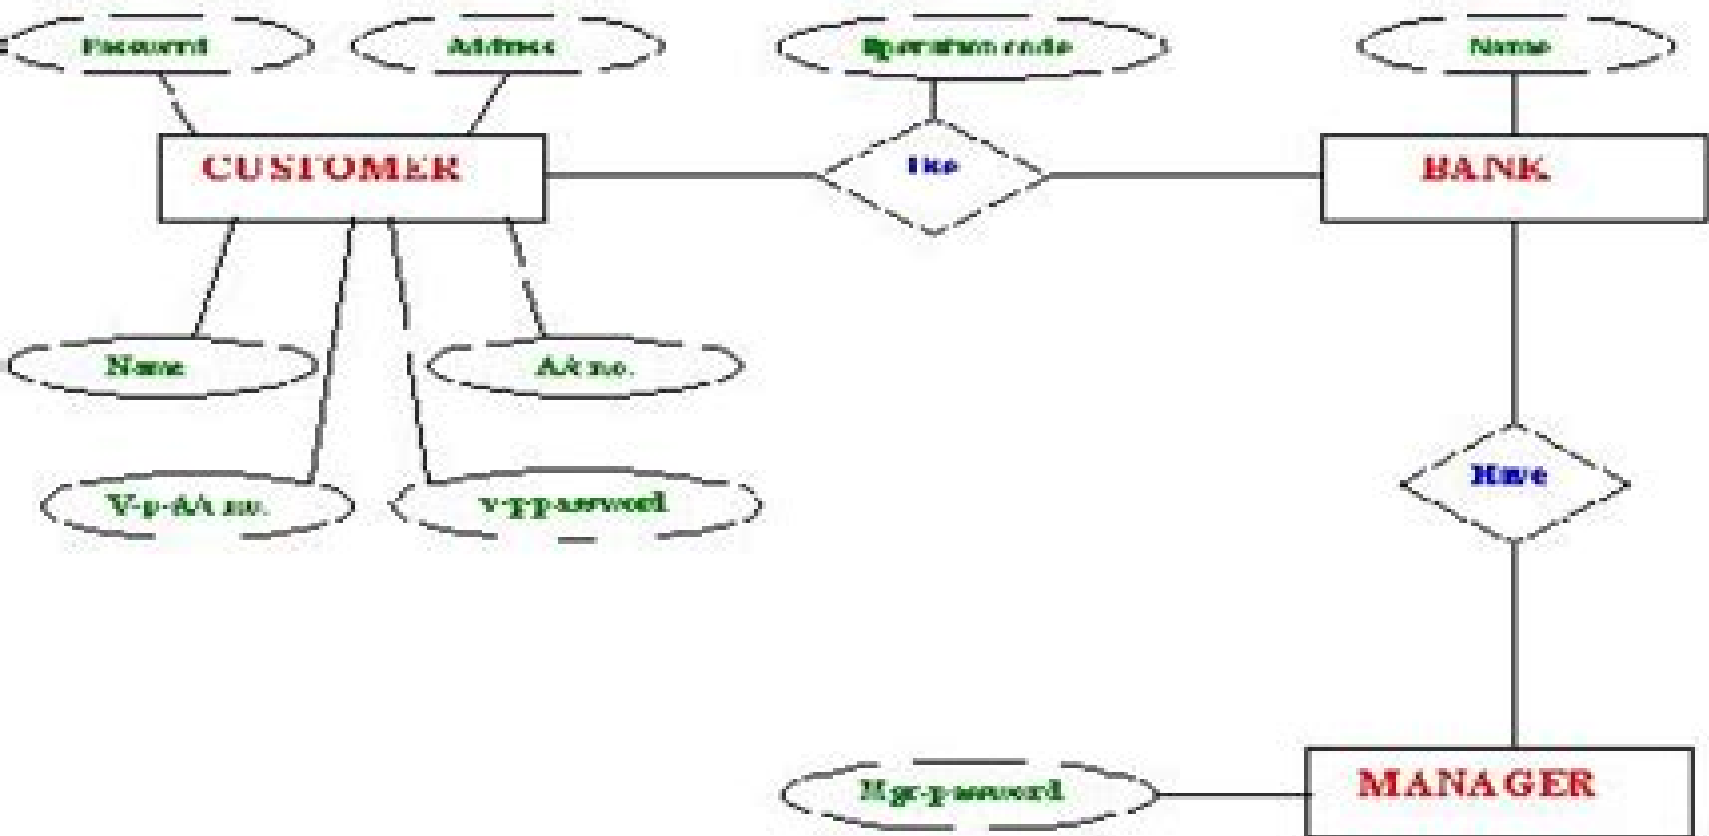 Password
Address
Operation code
Name
CUSTOMER
Use
BANK
Name
A/c no.
V-p-A/c no.
v-p-password
Have
Mgr-password
MANAGER